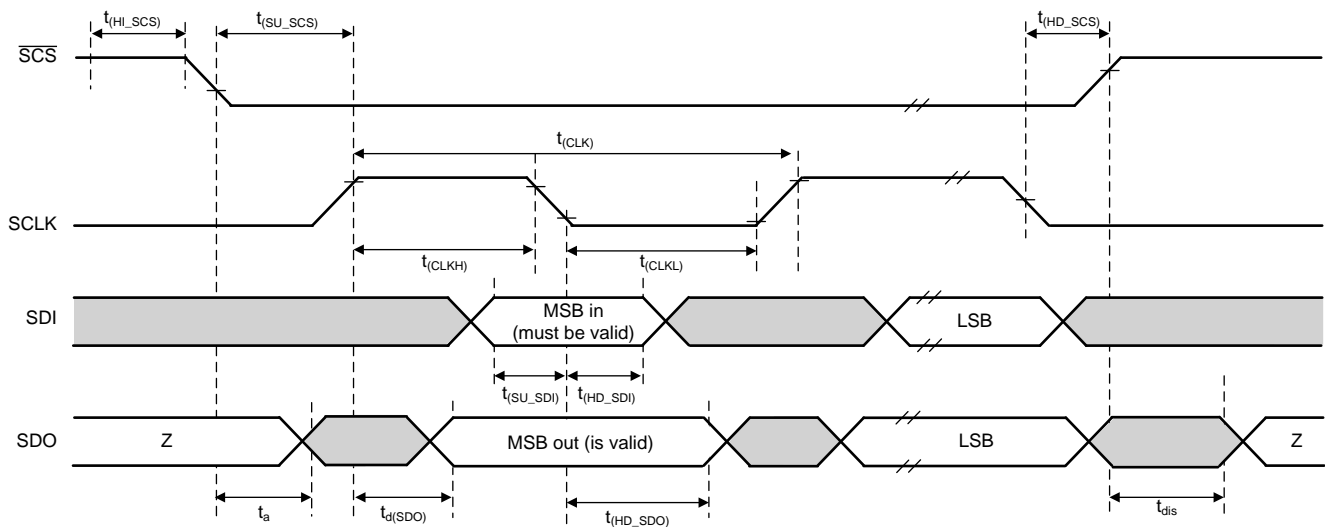 t(HI_SCS) t(SU_SCS) t(HD_SCS)
SCS
t(CLK)
SCLK
t(CLKH) t(CLKL)
SDI MSB in (must be valid) LSB
t(SU_SDI) t(HD_SDI)
SDO Z MSB out (is valid) LSB Z
ta td(SDO) t(HD_SDO) tdis